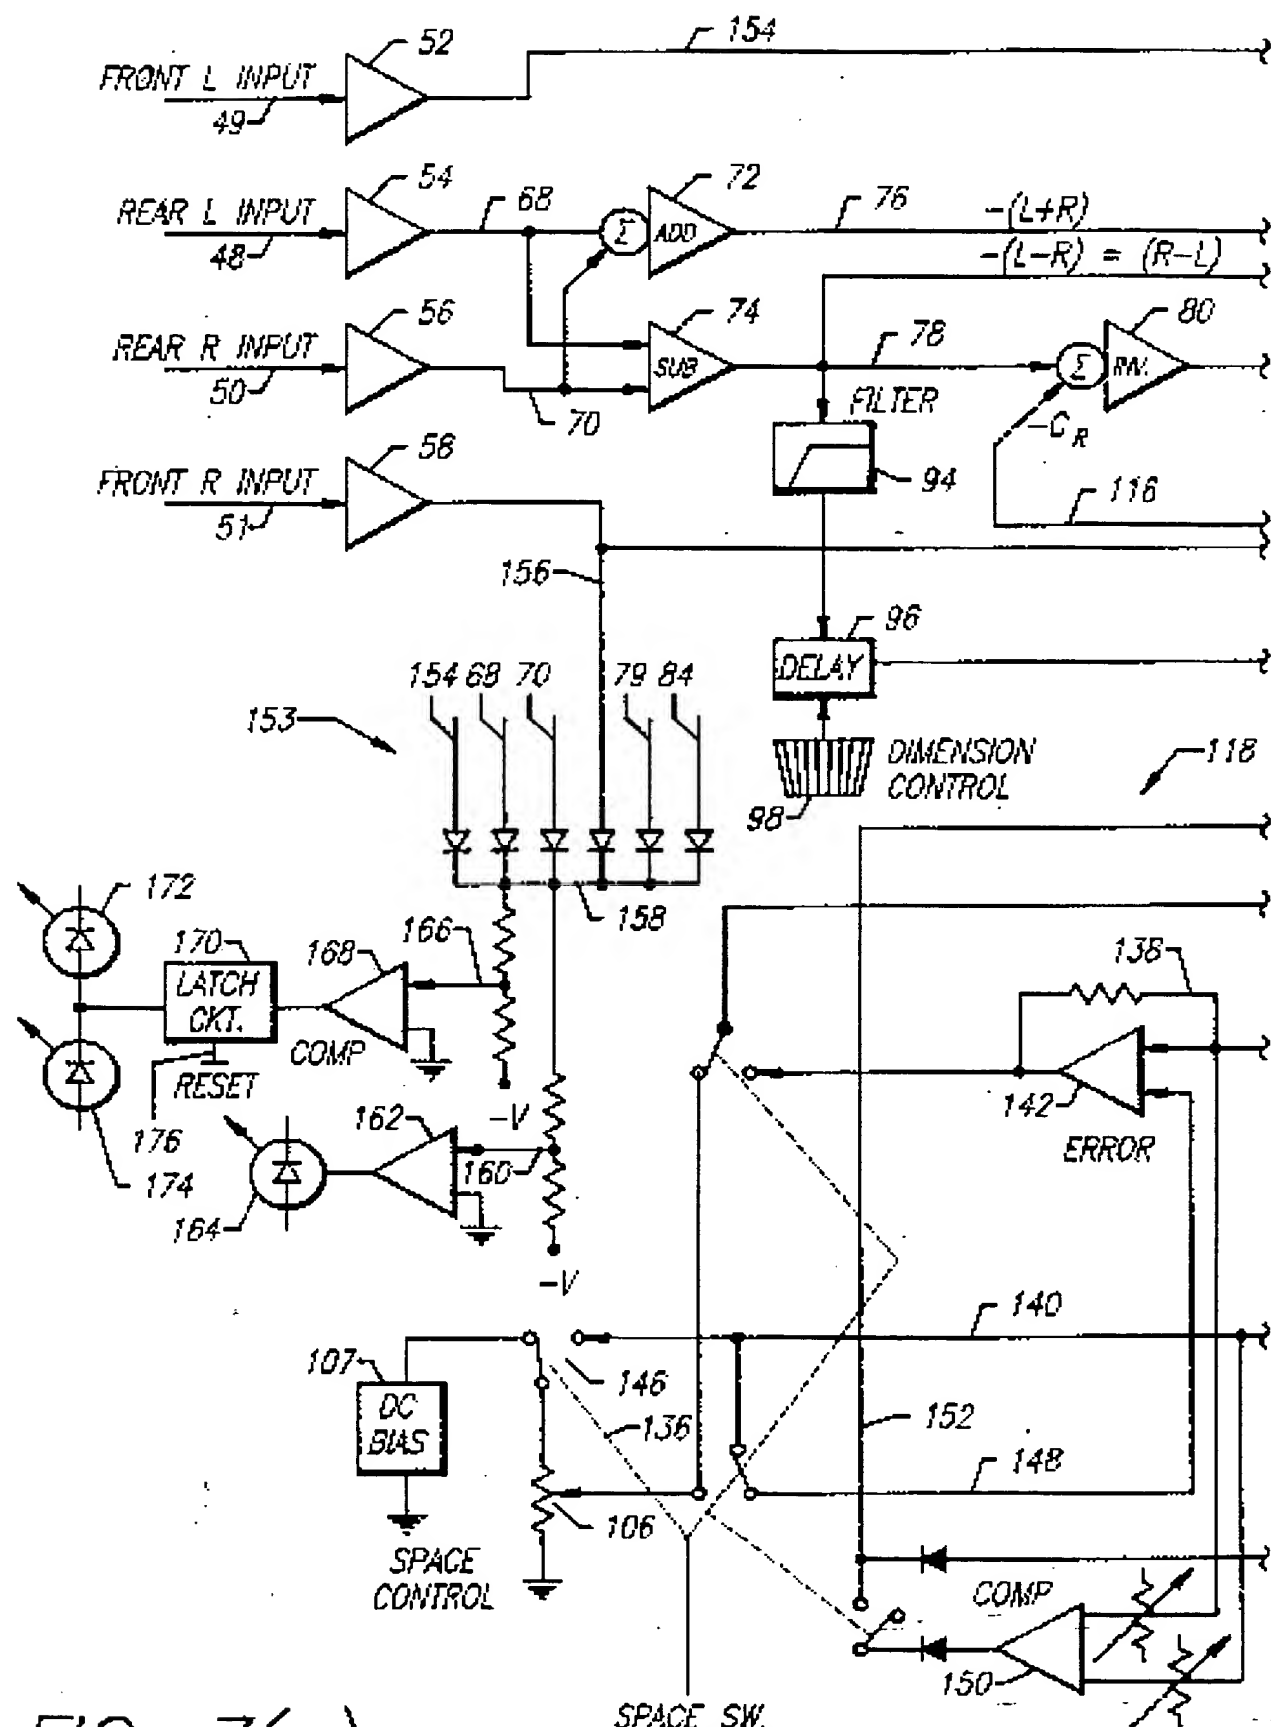 154
52
FRONT L INPUT
49
54
72
68
76
-(L+R)
REAR L INPUT
Σ
ADD
48
-(L-R) = (R-L)
56
74
80
78
REAR R INPUT
SUB
Σ
INV.
50
70
FILTER
-C R
58
94
116
FRONT R INPUT
51
156
96
DELAY
154 68 70 79 84
153
DIMENSION
CONTROL
118
98
172
158
166
170
168
138
LATCH
CKT.
COMP
RESET
142
-V
162
176
160
ERROR
174
164
-V
140
107
146
DC
BIAS
136
152
148
106
SPACE
CONTROL
COMP
150
SPACE SW.